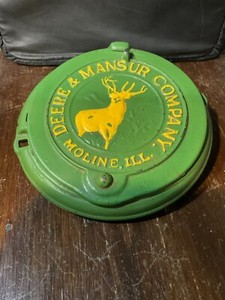 DEERE & MANSUR COMPANY.
MOLINE, ILL.